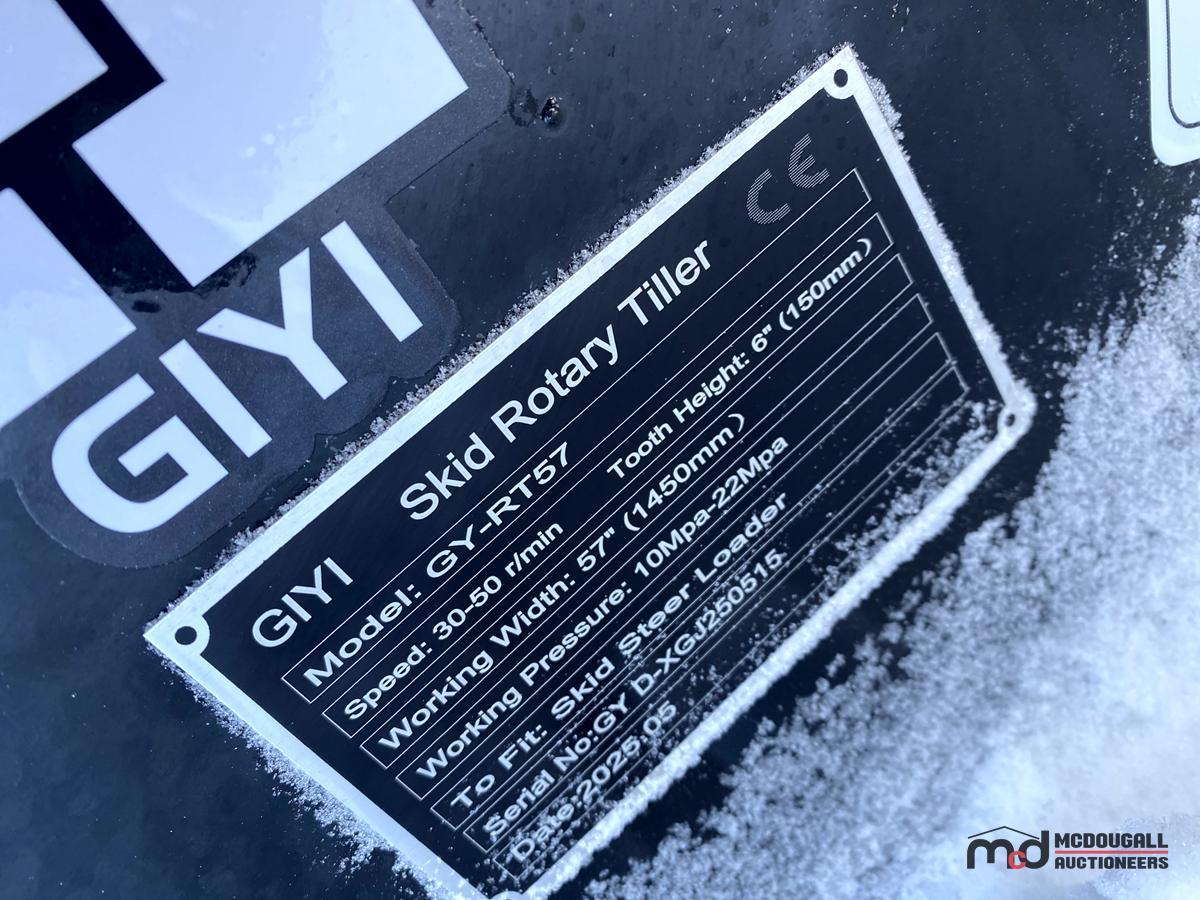 GIYI
CE
GIYI Skid Rotary Tiller
Model: GY-RT57
Speed: 30-50 r/min Tooth Height: 6" (150mm)
Working Width: 57" (1450mm)
Working Pressure: 10Mpa-22Mpa
To Fit: Skid Steer Loader
Serial No:GY D-XGJ250515.
Date:2025.05
mcd MCDOUGALL
AUCTIONEERS